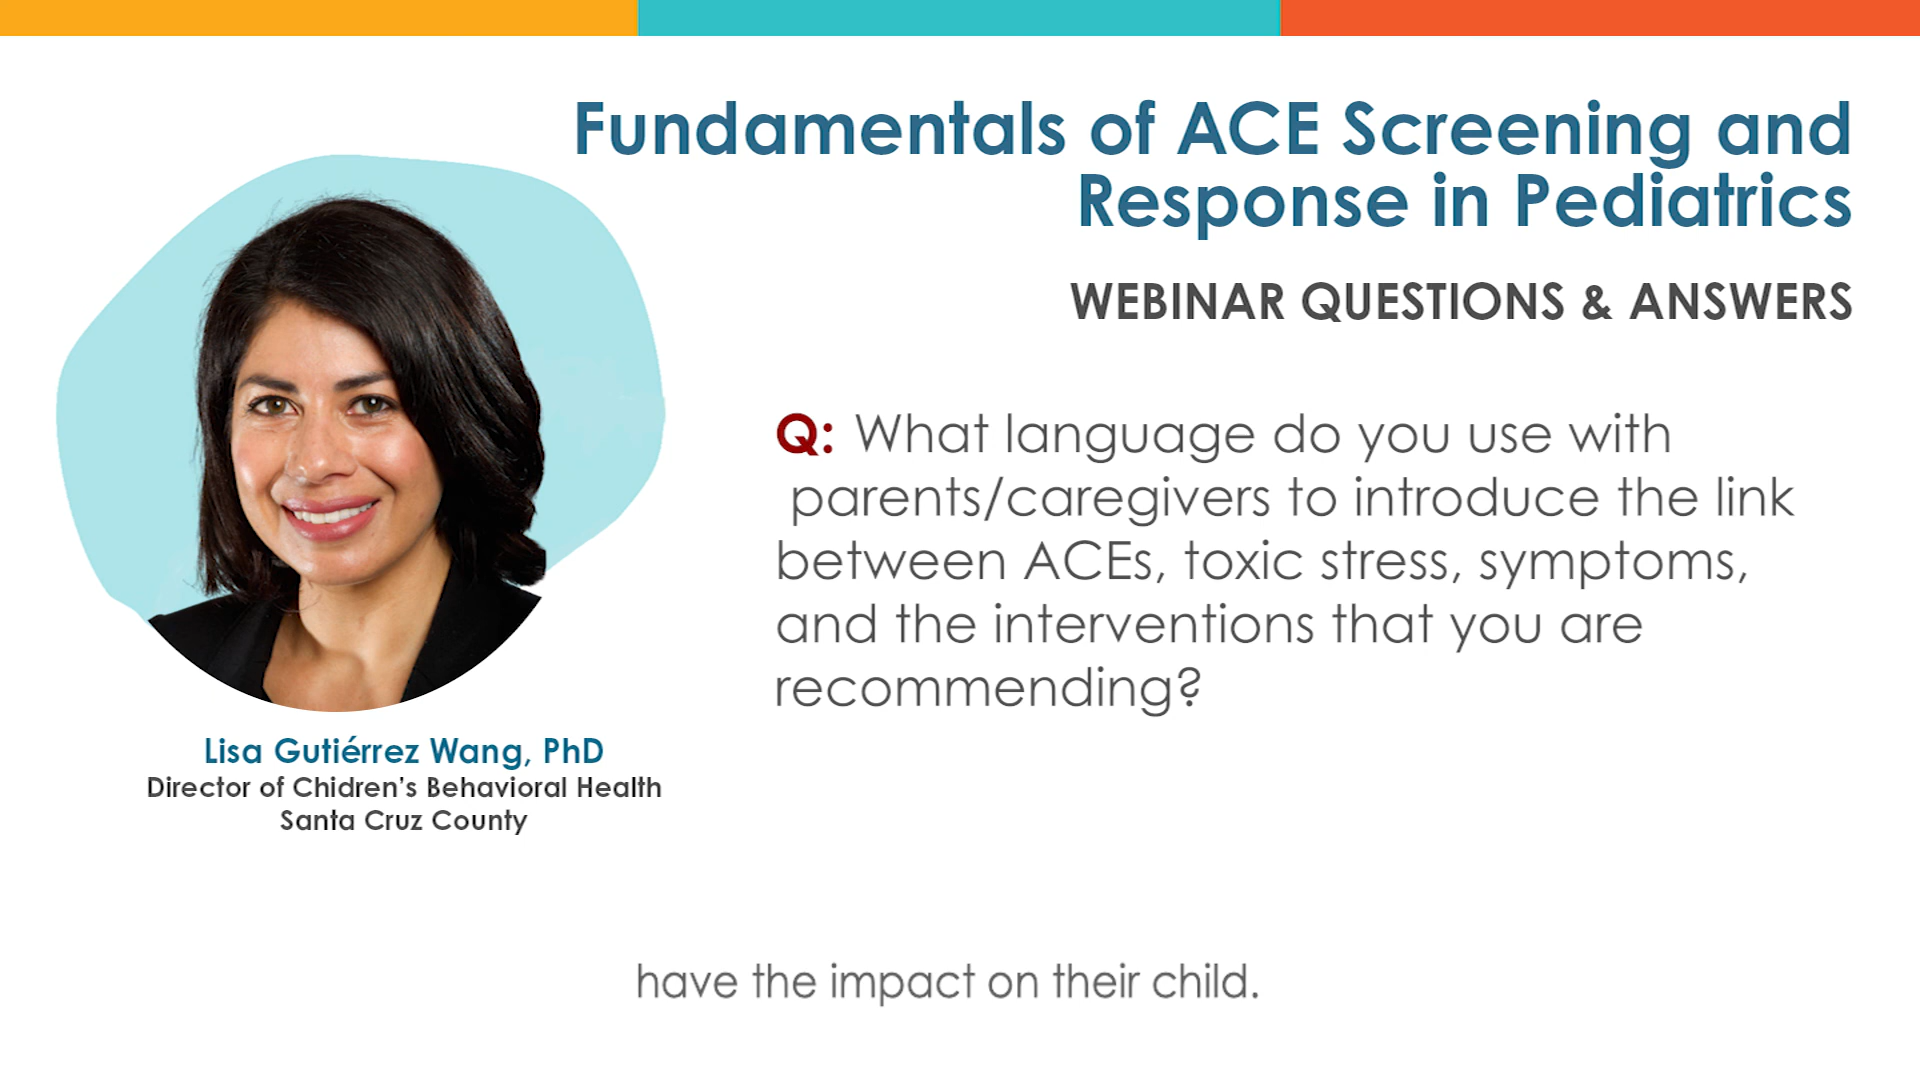 Fundamentals of ACE Screening and
Response in Pediatrics
WEBINAR QUESTIONS & ANSWERS
Q: What language do you use with
parents/caregivers to introduce the link
between ACEs, toxic stress, symptoms,
and the interventions that you are
recommending?
Lisa Gutiérrez Wang, PhD
Director of Chidren's Behavioral Health
Santa Cruz County
have the impact on their child.